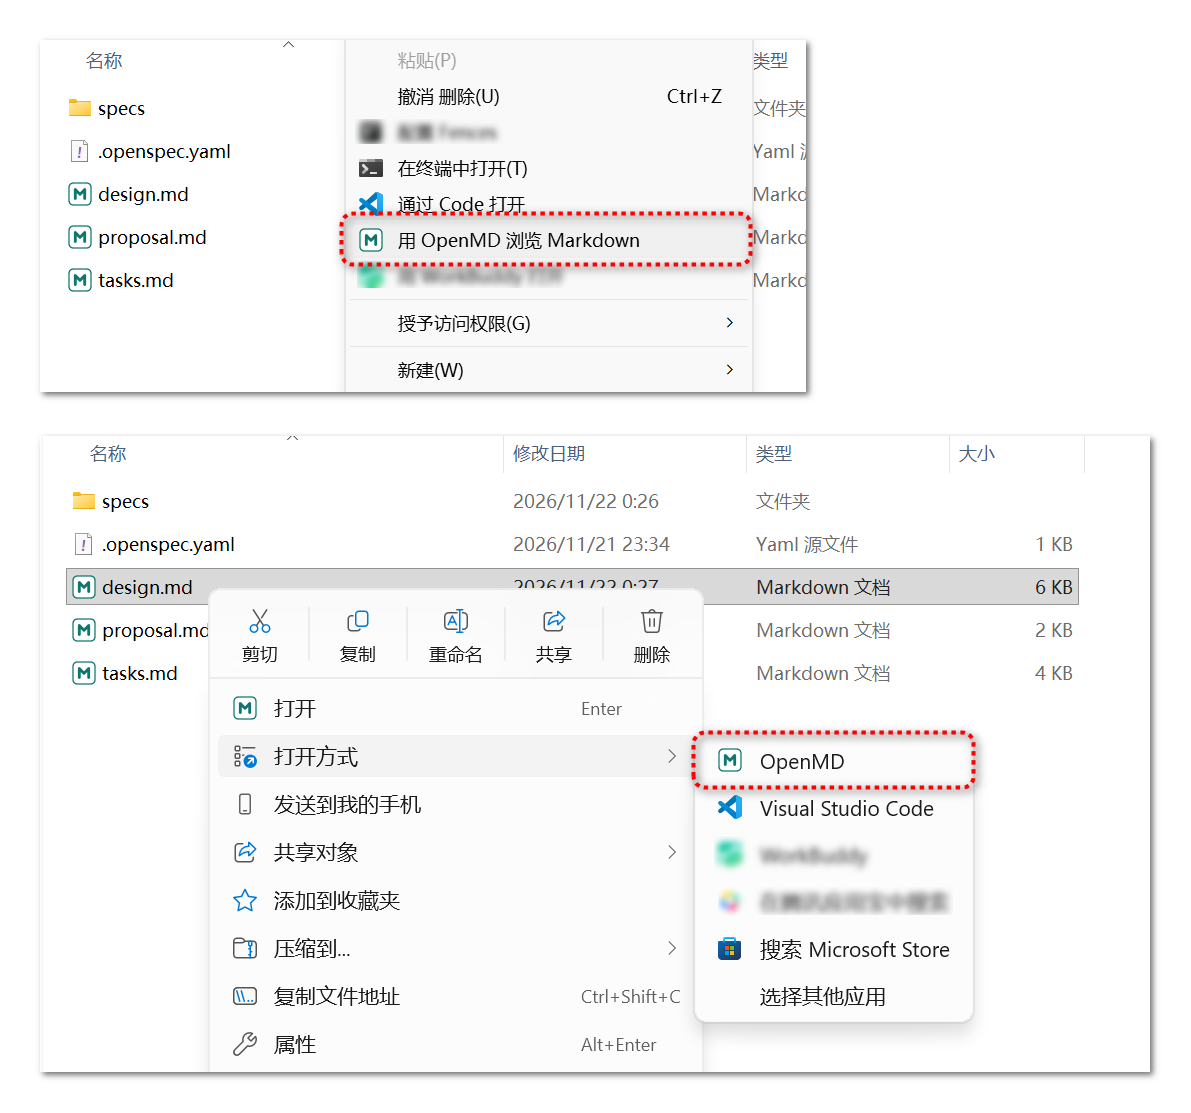 名称
类型
specs
文件夹
.openspec.yaml
Yaml
design.md
Markd
proposal.md
Markd
tasks.md
Markd
粘贴(P)
撤消 删除(U) Ctrl+Z
在终端中打开(T)
通过 Code 打开
用 OpenMD 浏览 Markdown
授予访问权限(G)
新建(W)
名称 修改日期 类型 大小
specs 2026/11/22 0:26 文件夹
.openspec.yaml 2026/11/21 23:34 Yaml 源文件 1 KB
design.md 2026/11/22 0:27 Markdown 文档 6 KB
proposal.md Markdown 文档 2 KB
tasks.md Markdown 文档 4 KB
剪切 复制 重命名 共享 删除
打开 Enter
打开方式
发送到我的手机
共享对象
添加到收藏夹
压缩到...
复制文件地址 Ctrl+Shift+C
属性 Alt+Enter
OpenMD
Visual Studio Code
搜索 Microsoft Store
选择其他应用